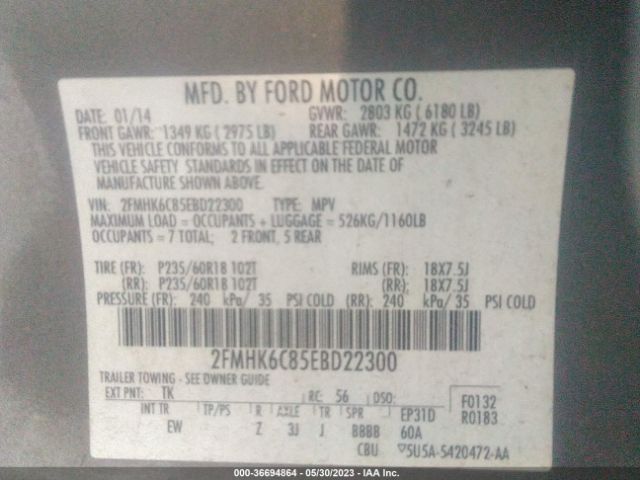 MFD. BY FORD MOTOR CO.
DATE: 01/14 GVWR: 2803 KG ( 6180 LB)
FRONT GAWR: 1349 KG ( 2975 LB) REAR GAWR: 1472 KG ( 3245 LB)
THIS VEHICLE CONFORMS TO ALL APPLICABLE FEDERAL MOTOR
VEHICLE SAFETY STANDARDS IN EFFECT ON THE DATE OF
MANUFACTURE SHOWN ABOVE.
VIN: 2FMHK6C85EBD22300 TYPE: MPV
MAXIMUM LOAD = OCCUPANTS + LUGGAGE = 526KG/1160LB
OCCUPANTS = 7 TOTAL; 2 FRONT, 5 REAR
TIRE (FR): P235/60R18 102T RIMS (FR): 18X7.5J
(RR): P235/60R18 102T (RR): 18X7.5J
PRESSURE (FR): 240 kPa/ 35 PSI COLD (RR): 240 kPa/ 35 PSI COLD
2FMHK6C85EBD22300
TRAILER TOWING - SEE OWNER GUIDE
EXT PNT: TK RC: 56 DSO: F0132
INT TR TP/PS R AXLE TR SPR EP31D R0183
EW Z 3J J BBBB 60A
CBU ▽5U5A-S420472-AA
000-36694864 - 05/30/2023 - IAA Inc.